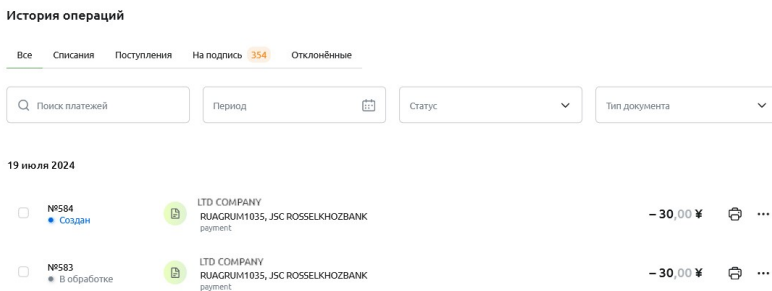 История операций
Все Списания Поступления На подпись 354 Отклонённые
Поиск платежей Период Статус Тип документа
19 июля 2024
№584 LTD COMPANY
Создан RUAGRUM1035, JSC ROSSELKHOZBANK – 30,00 ¥
payment
№583 LTD COMPANY
В обработке RUAGRUM1035, JSC ROSSELKHOZBANK – 30,00 ¥
payment